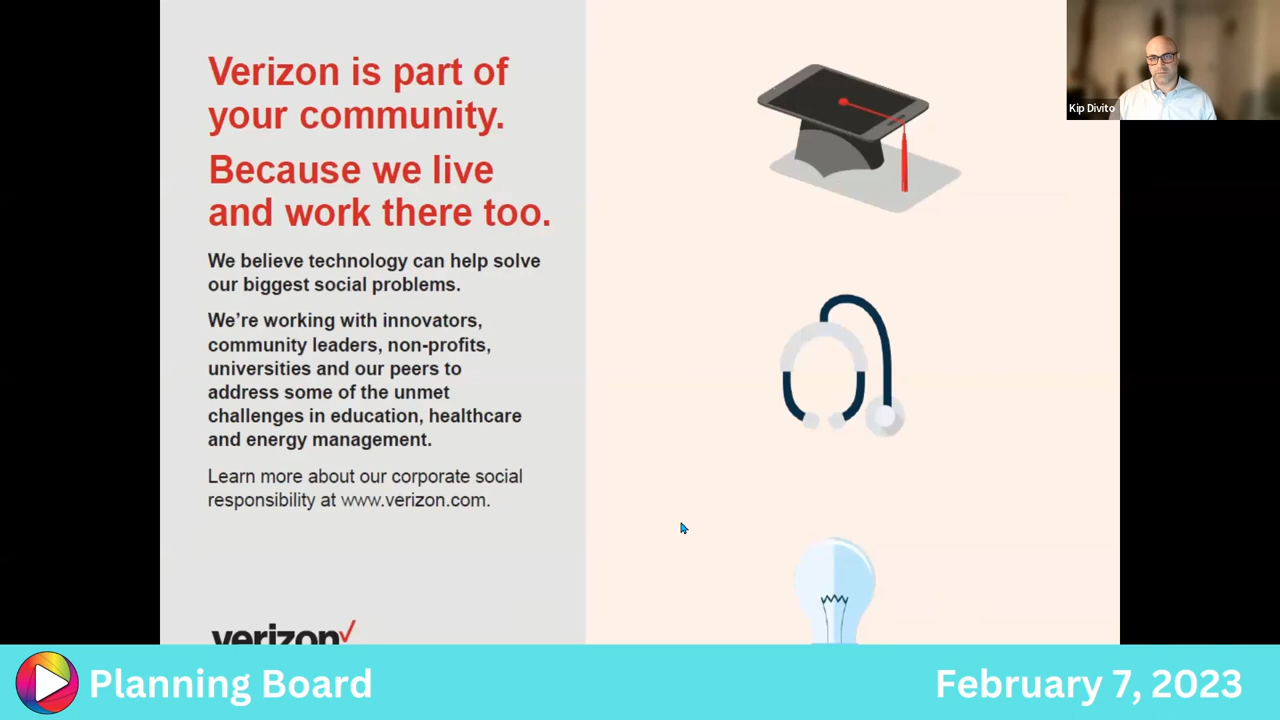 Verizon is part of
your community.
Because we live
and work there too.
We believe technology can help solve
our biggest social problems.
We're working with innovators,
community leaders, non-profits,
universities and our peers to
address some of the unmet
challenges in education, healthcare
and energy management.
Learn more about our corporate social
responsibility at www.verizon.com.
verizon
Kip Divito
Planning Board
February 7, 2023